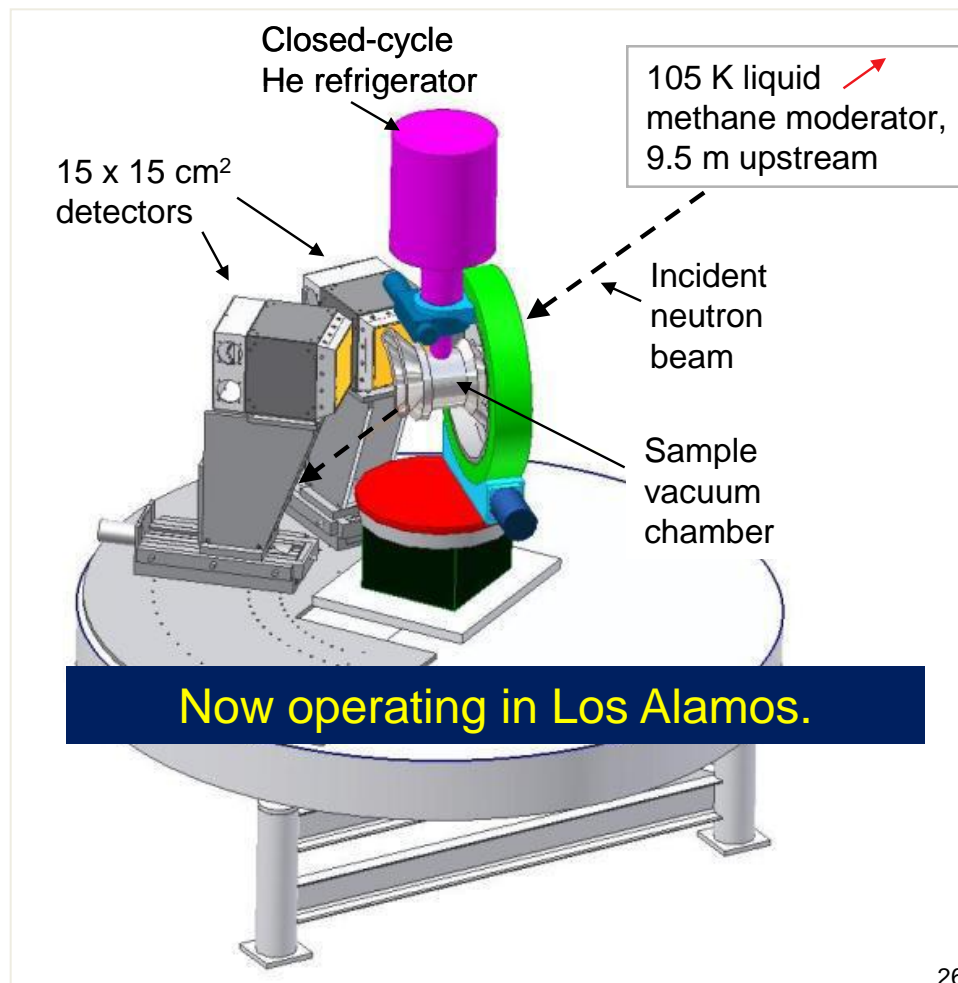 Closed-cycle
He refrigerator
105 K liquid
methane moderator,
9.5 m upstream
15 x 15 cm²
detectors
Incident
neutron
beam
Sample
vacuum
chamber
Now operating in Los Alamos.
26